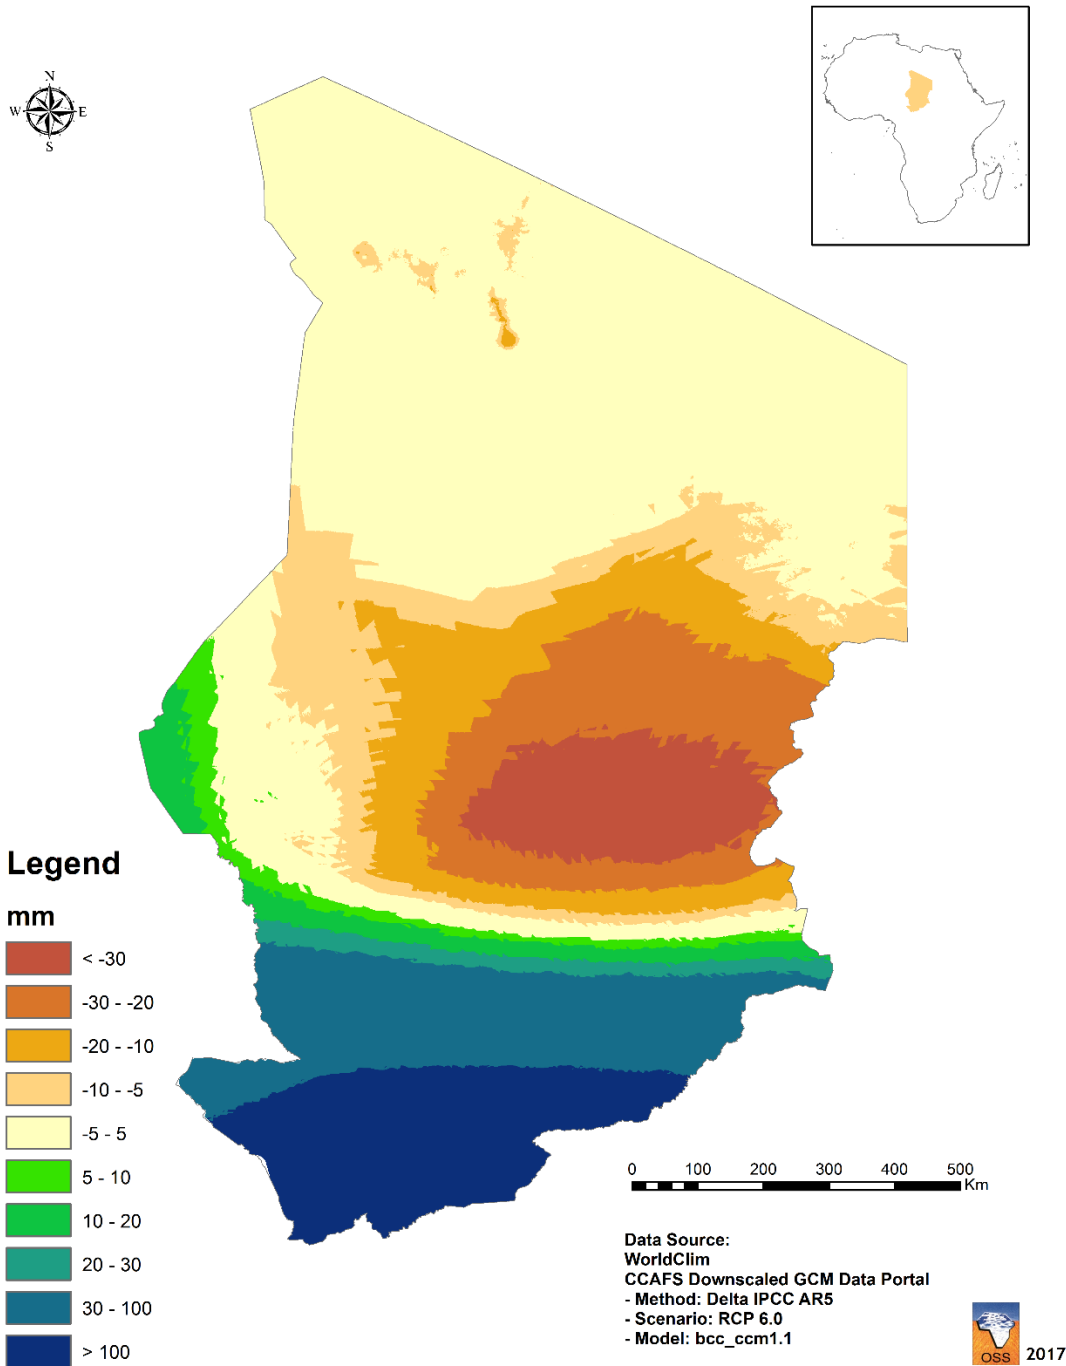 N
W E
S
Legend
mm
< -30
-30 - -20
-20 - -10
-10 - -5
-5 - 5
5 - 10
10 - 20
20 - 30
30 - 100
> 100
0 100 200 300 400 500
Km
Data Source:
WorldClim
CCAFS Downscaled GCM Data Portal
- Method: Delta IPCC AR5
- Scenario: RCP 6.0
- Model: bcc_ccm1.1
OSS
2017